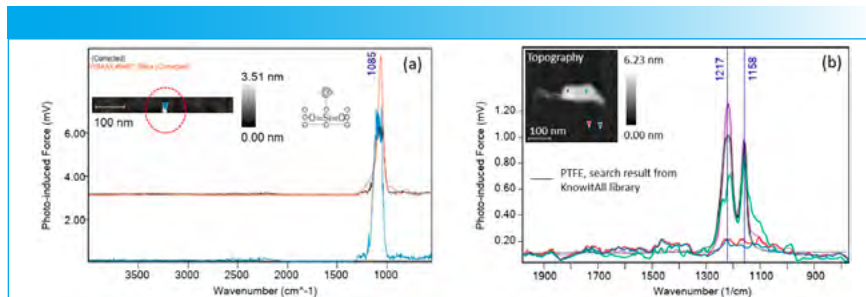 (a)
(Corrected)
1085
3.51 nm
100 nm
0.00 nm
O=Si=O
6.00
4.00
2.00
Photo-induced Force (mV)
3500
3000
2500
2000
1500
1000
Wavenumber (cm^-1)
(b)
Topography
6.23 nm
1217
1158
100 nm
0.00 nm
PTFE, search result from
KnowitAll library
1.20
1.00
0.80
0.60
0.40
0.20
Photo-induced Force (mV)
1900
1700
1500
1300
1100
900
Wavenumber (1/cm)